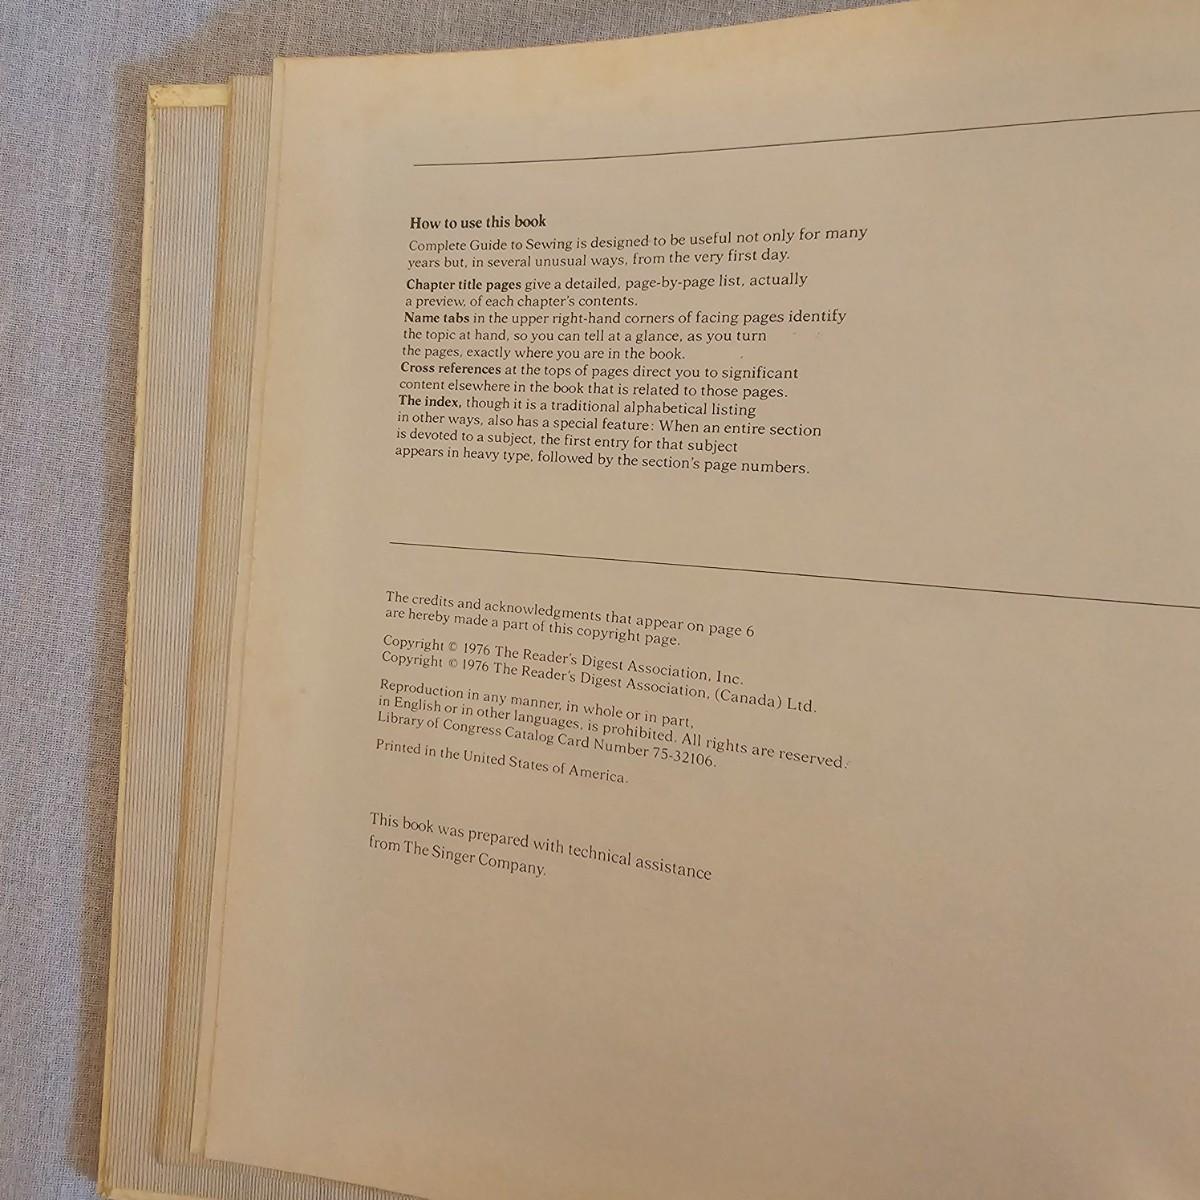 How to use this book
Complete Guide to Sewing is designed to be useful not only for many
years but, in several unusual ways, from the very first day.
Chapter title pages give a detailed, page-by-page list, actually
a preview, of each chapter's contents.
Name tabs in the upper right-hand corners of facing pages identify
the topic at hand, so you can tell at a glance, as you turn
the pages, exactly where you are in the book.
Cross references at the tops of pages direct you to significant
content elsewhere in the book that is related to those pages.
The index, though it is a traditional alphabetical listing
in other ways, also has a special feature: When an entire section
is devoted to a subject, the first entry for that subject
appears in heavy type, followed by the section's page numbers.
The credits and acknowledgments that appear on page 6
are hereby made a part of this copyright page.
Copyright © 1976 The Reader's Digest Association, Inc.
Copyright © 1976 The Reader's Digest Association, (Canada) Ltd.
Reproduction in any manner, in whole or in part,
in English or in other languages, is prohibited. All rights are reserved.
Library of Congress Catalog Card Number 75-32106.
Printed in the United States of America.
This book was prepared with technical assistance
from The Singer Company.